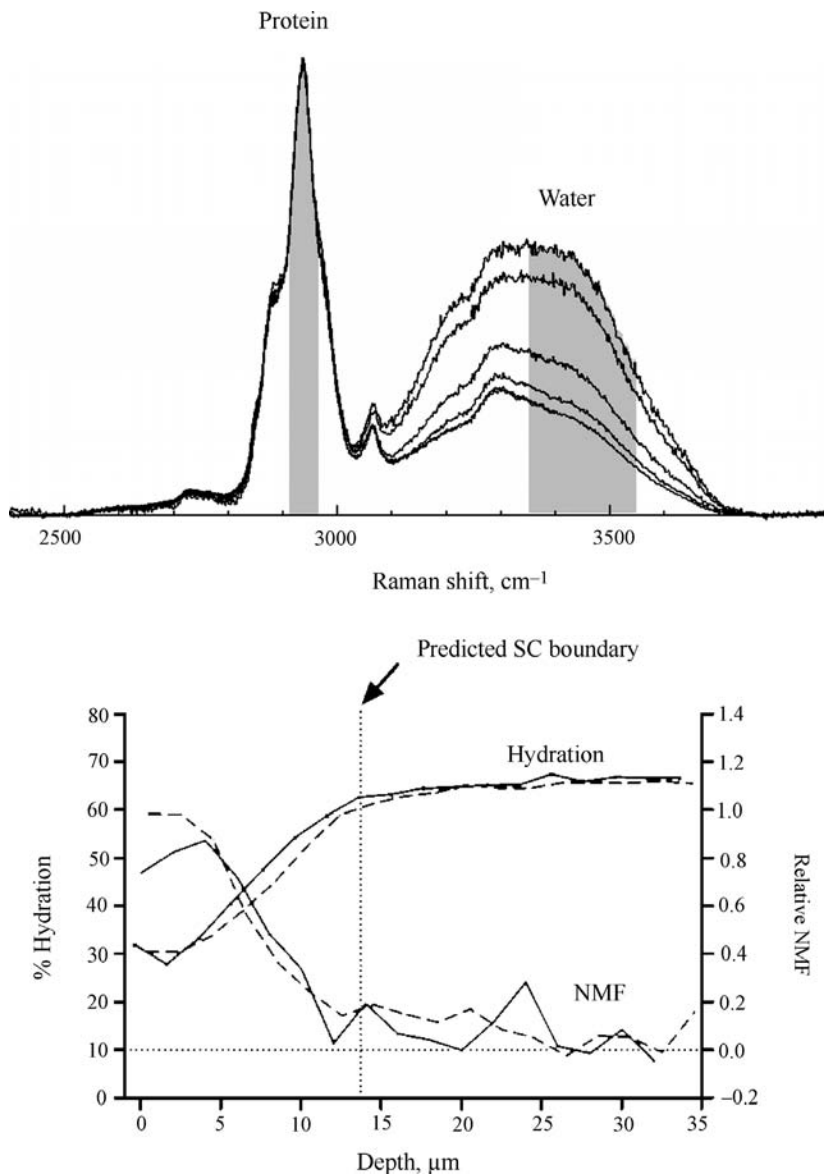 Protein
Water
2500 3000 3500
Raman shift, cm⁻¹
Predicted SC boundary
80 1.4
Hydration
70 1.2
60 1.0
50 0.8
40 0.6
30 0.4
NMF
20 0.2
10 0.0
0 −0.2
% Hydration
Relative NMF
0 5 10 15 20 25 30 35
Depth, µm